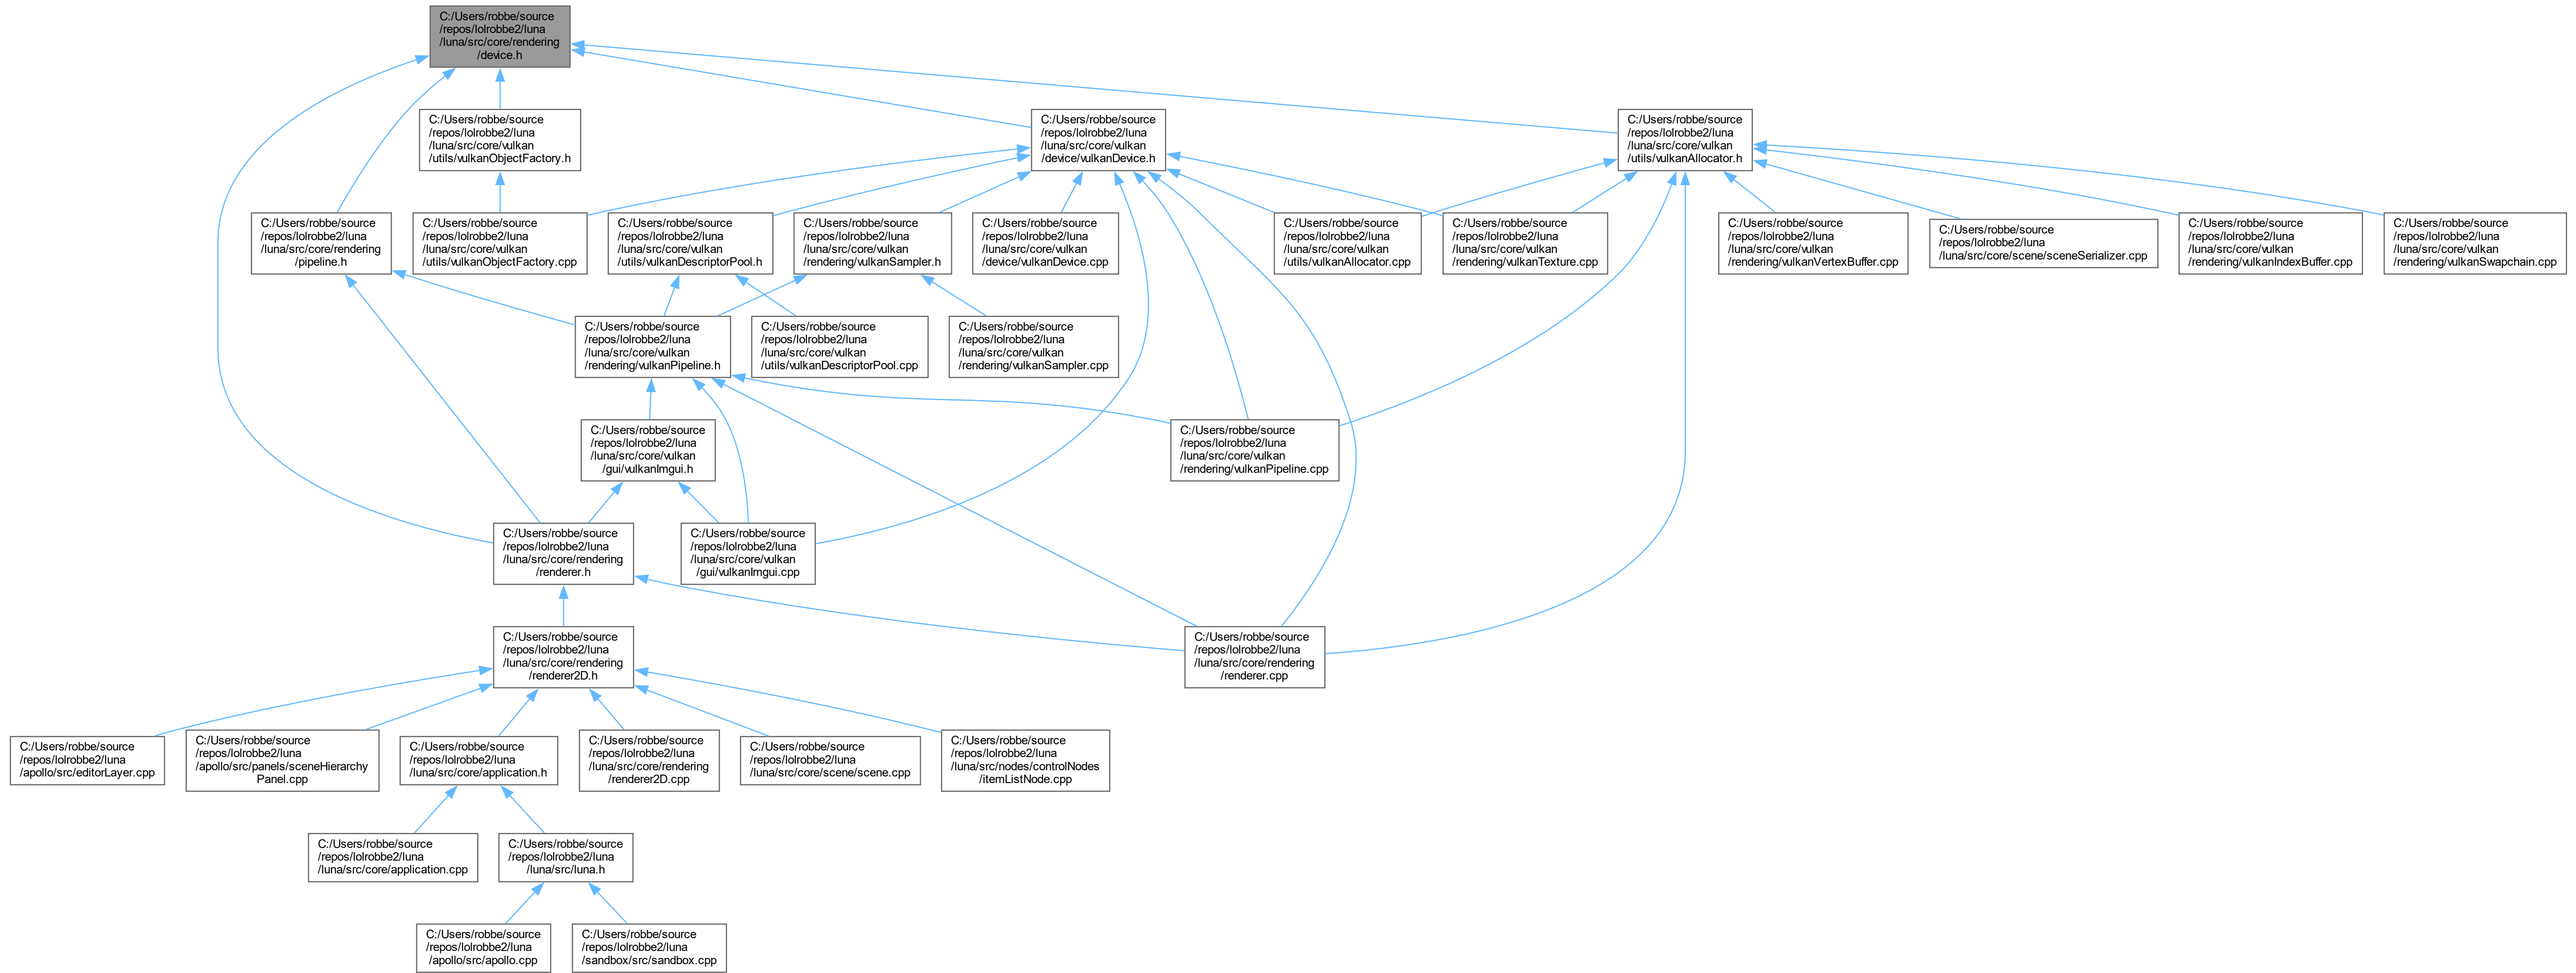 C:/Users/robbe/source
/repos/lolrobbe2/luna
/luna/src/core/rendering
/device.h
C:/Users/robbe/source
/repos/lolrobbe2/luna
/luna/src/core/vulkan
/utils/vulkanObjectFactory.h
C:/Users/robbe/source
/repos/lolrobbe2/luna
/luna/src/core/vulkan
/device/vulkanDevice.h
C:/Users/robbe/source
/repos/lolrobbe2/luna
/luna/src/core/vulkan
/utils/vulkanAllocator.h
C:/Users/robbe/source
/repos/lolrobbe2/luna
/luna/src/core/rendering
/pipeline.h
C:/Users/robbe/source
/repos/lolrobbe2/luna
/luna/src/core/vulkan
/utils/vulkanObjectFactory.cpp
C:/Users/robbe/source
/repos/lolrobbe2/luna
/luna/src/core/vulkan
/utils/vulkanDescriptorPool.h
C:/Users/robbe/source
/repos/lolrobbe2/luna
/luna/src/core/vulkan
/rendering/vulkanSampler.h
C:/Users/robbe/source
/repos/lolrobbe2/luna
/luna/src/core/vulkan
/device/vulkanDevice.cpp
C:/Users/robbe/source
/repos/lolrobbe2/luna
/luna/src/core/vulkan
/utils/vulkanAllocator.cpp
C:/Users/robbe/source
/repos/lolrobbe2/luna
/luna/src/core/vulkan
/rendering/vulkanTexture.cpp
C:/Users/robbe/source
/repos/lolrobbe2/luna
/luna/src/core/vulkan
/rendering/vulkanVertexBuffer.cpp
C:/Users/robbe/source
/repos/lolrobbe2/luna
/luna/src/core/scene/sceneSerializer.cpp
C:/Users/robbe/source
/repos/lolrobbe2/luna
/luna/src/core/vulkan
/rendering/vulkanIndexBuffer.cpp
C:/Users/robbe/source
/repos/lolrobbe2/luna
/luna/src/core/vulkan
/rendering/vulkanSwapchain.cpp
C:/Users/robbe/source
/repos/lolrobbe2/luna
/luna/src/core/vulkan
/rendering/vulkanPipeline.h
C:/Users/robbe/source
/repos/lolrobbe2/luna
/luna/src/core/vulkan
/utils/vulkanDescriptorPool.cpp
C:/Users/robbe/source
/repos/lolrobbe2/luna
/luna/src/core/vulkan
/rendering/vulkanSampler.cpp
C:/Users/robbe/source
/repos/lolrobbe2/luna
/luna/src/core/vulkan
/gui/vulkanImgui.h
C:/Users/robbe/source
/repos/lolrobbe2/luna
/luna/src/core/vulkan
/rendering/vulkanPipeline.cpp
C:/Users/robbe/source
/repos/lolrobbe2/luna
/luna/src/core/rendering
/renderer.h
C:/Users/robbe/source
/repos/lolrobbe2/luna
/luna/src/core/vulkan
/gui/vulkanImgui.cpp
C:/Users/robbe/source
/repos/lolrobbe2/luna
/luna/src/core/rendering
/renderer2D.h
C:/Users/robbe/source
/repos/lolrobbe2/luna
/luna/src/core/rendering
/renderer.cpp
C:/Users/robbe/source
/repos/lolrobbe2/luna
/apollo/src/editorLayer.cpp
C:/Users/robbe/source
/repos/lolrobbe2/luna
/apollo/src/panels/sceneHierarchy
Panel.cpp
C:/Users/robbe/source
/repos/lolrobbe2/luna
/luna/src/core/application.h
C:/Users/robbe/source
/repos/lolrobbe2/luna
/luna/src/core/rendering
/renderer2D.cpp
C:/Users/robbe/source
/repos/lolrobbe2/luna
/luna/src/core/scene/scene.cpp
C:/Users/robbe/source
/repos/lolrobbe2/luna
/luna/src/nodes/controlNodes
/itemListNode.cpp
C:/Users/robbe/source
/repos/lolrobbe2/luna
/luna/src/core/application.cpp
C:/Users/robbe/source
/repos/lolrobbe2/luna
/luna/src/luna.h
C:/Users/robbe/source
/repos/lolrobbe2/luna
/apollo/src/apollo.cpp
C:/Users/robbe/source
/repos/lolrobbe2/luna
/sandbox/src/sandbox.cpp